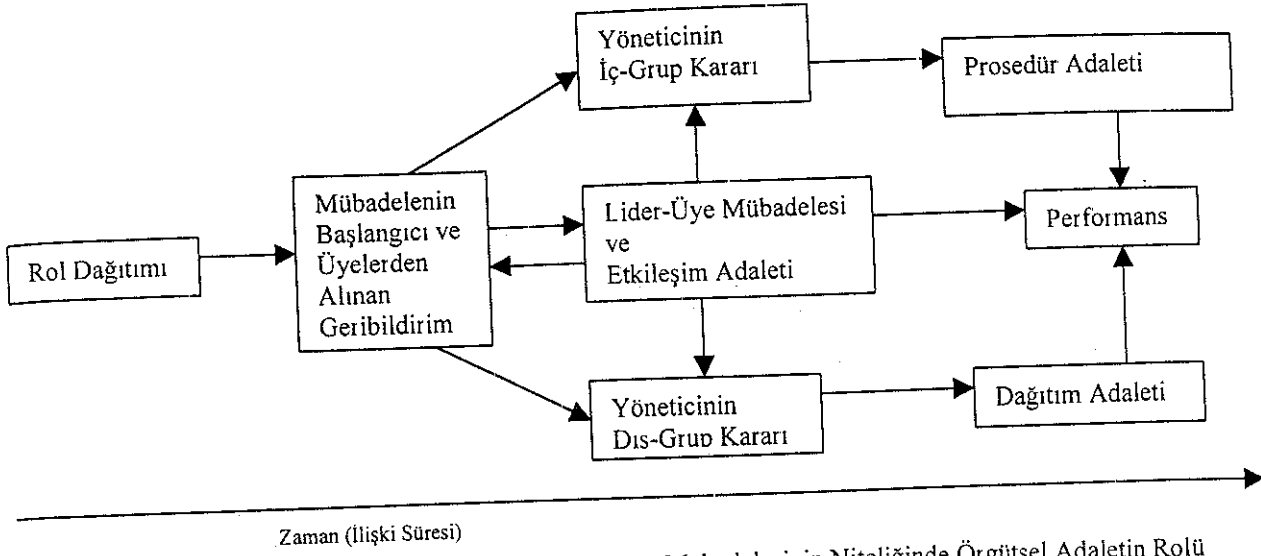 Yöneticinin
İç-Grup Kararı
Prosedür Adaleti
Mübadelenin
Başlangıcı ve
Üyelerden
Alınan
Geribildirim
Lider-Üye Mübadelesi
ve
Etkileşim Adaleti
Performans
Rol Dağıtımı
Yöneticinin
Dış-Grup Kararı
Dağıtım Adaleti
Zaman (İlişki Süresi)
Niteliğinde Örgütsel Adaletin Rolü